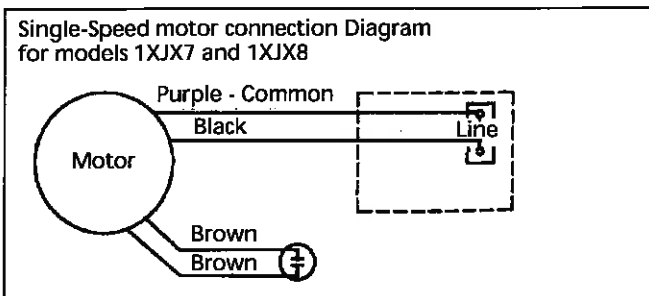 Single-Speed motor connection Diagram
for models 1XJX7 and 1XJX8
Purple - Common
Black
Line
Motor
Brown
Brown